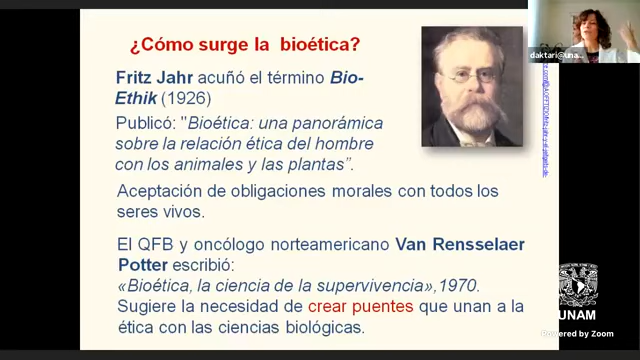 ¿Cómo surge la bioética?
Fritz Jahr acuñó el término Bio-
Ethik (1926)
Publicó: "Bioética: una panorámica
sobre la relación ética del hombre
con los animales y las plantas”.
Aceptación de obligaciones morales con todos los
seres vivos.
El QFB y oncólogo norteamericano Van Rensselaer
Potter escribió:
«Bioética, la ciencia de la supervivencia»,1970.
Sugiere la necesidad de crear puentes que unan a la
ética con las ciencias biológicas.
daktari@una...
UNAM
Powered by Zoom